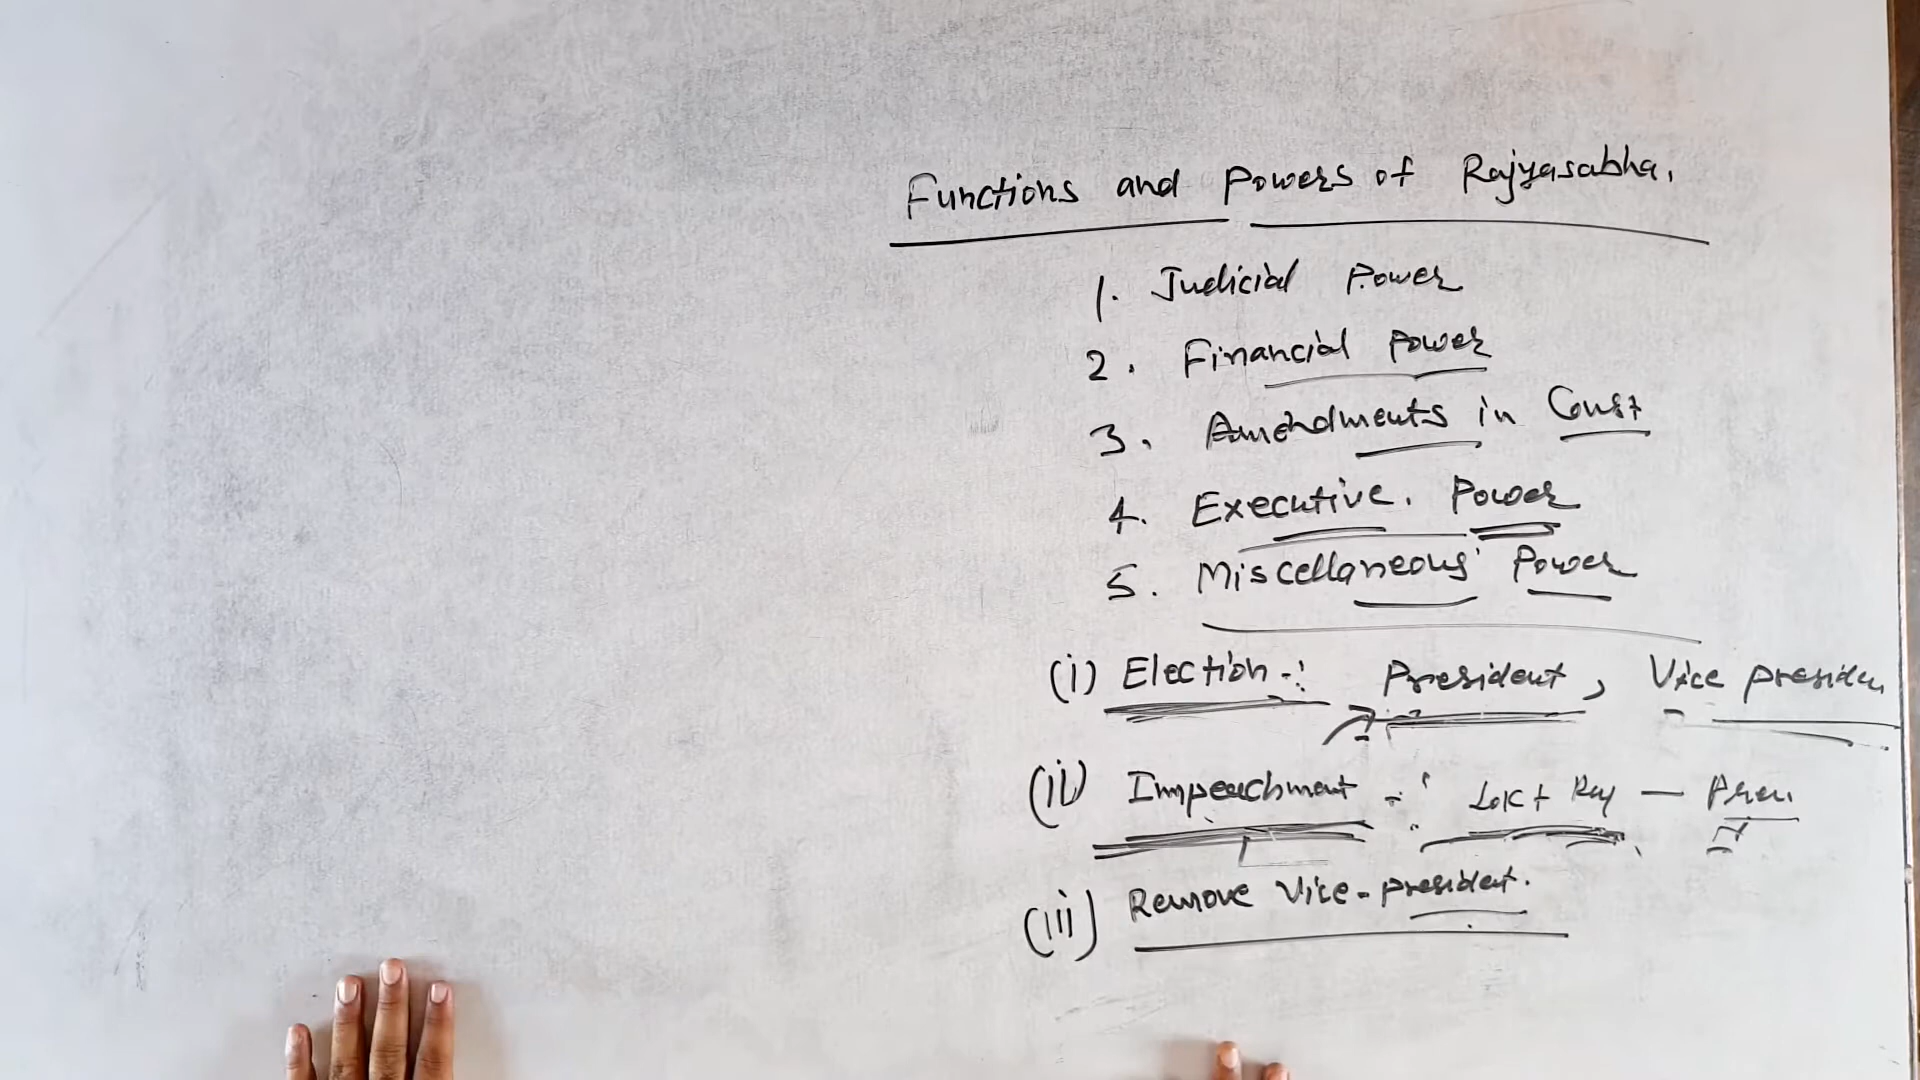 Functions and Powers of Rajyasabha.
1. Judicial Power
2. Financial Power
3. Amendments in Const
4. Executive. Power
5. Miscellaneous Power
(i) Election -: President, Vice presiden
(ii) Impeachment -: Lok + Raj — Pren.
(iii) Remove Vice-president.